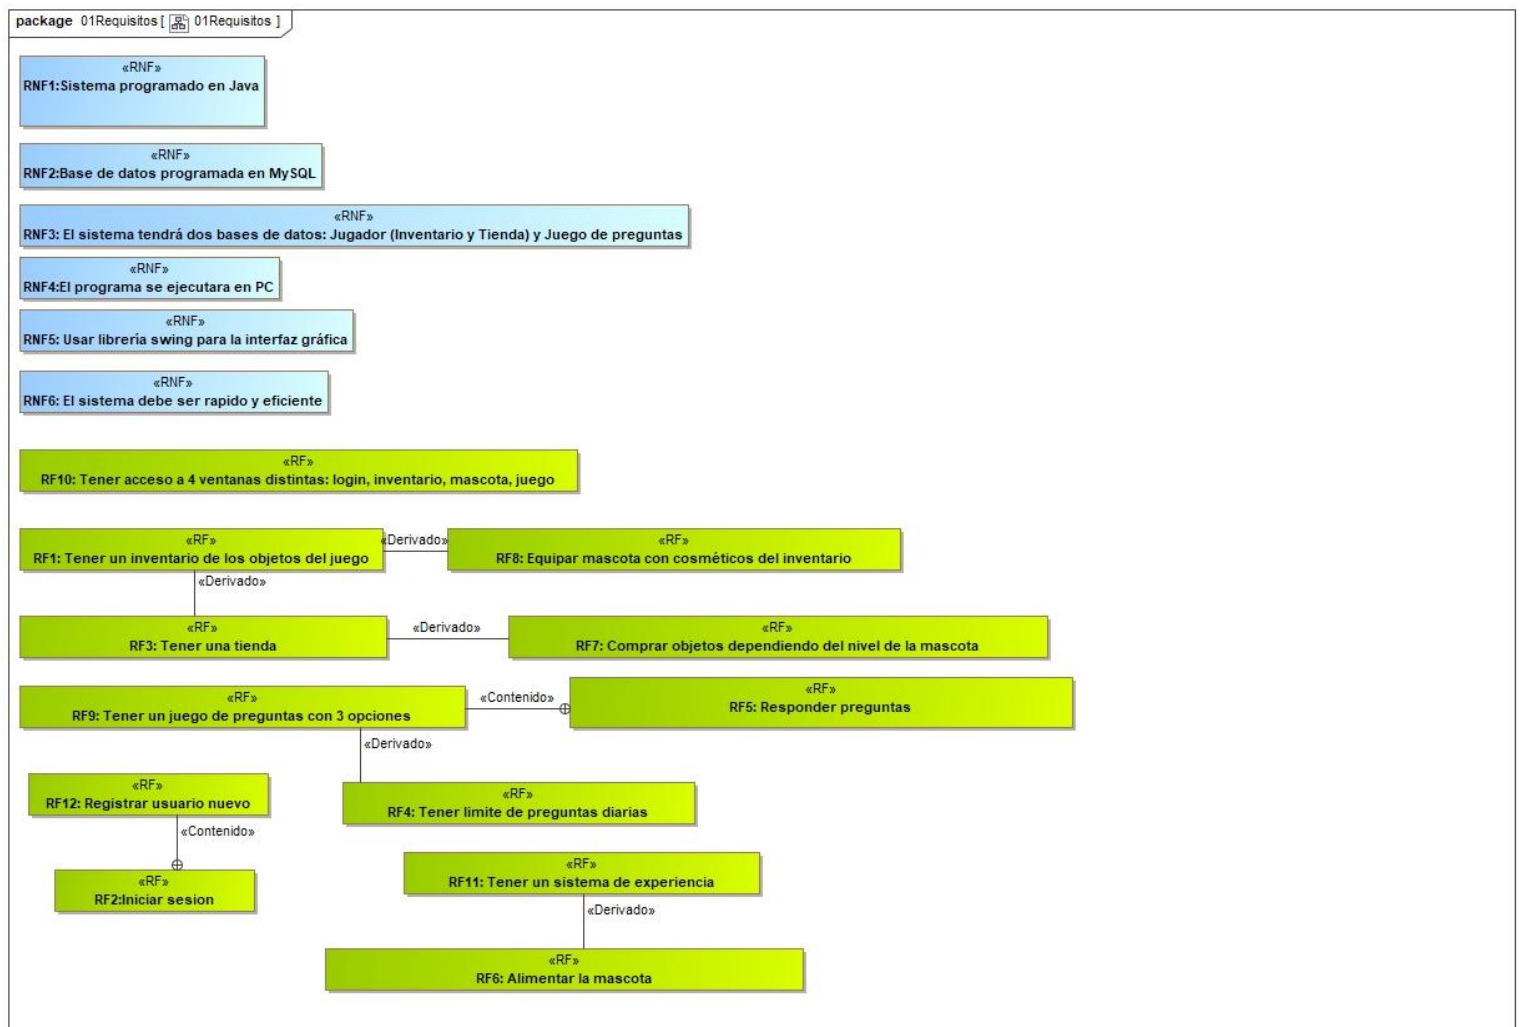 package 01Requisitos [ 01Requisitos ]
«RNF»
RNF1:Sistema programado en Java
«RNF»
RNF2:Base de datos programada en MySQL
«RNF»
RNF3: El sistema tendrá dos bases de datos: Jugador (Inventario y Tienda) y Juego de preguntas
«RNF»
RNF4:El programa se ejecutara en PC
«RNF»
RNF5: Usar librería swing para la interfaz gráfica
«RNF»
RNF6: El sistema debe ser rapido y eficiente
«RF»
RF10: Tener acceso a 4 ventanas distintas: login, inventario, mascota, juego
«RF»
RF1: Tener un inventario de los objetos del juego
«Derivado»
«RF»
RF8: Equipar mascota con cosméticos del inventario
«Derivado»
«RF»
RF3: Tener una tienda
«Derivado»
«RF»
RF7: Comprar objetos dependiendo del nivel de la mascota
«RF»
RF9: Tener un juego de preguntas con 3 opciones
«Contenido»
«RF»
RF5: Responder preguntas
«Derivado»
«RF»
RF12: Registrar usuario nuevo
«RF»
RF4: Tener limite de preguntas diarias
«Contenido»
«RF»
RF2:Iniciar sesion
«RF»
RF11: Tener un sistema de experiencia
«Derivado»
«RF»
RF6: Alimentar la mascota